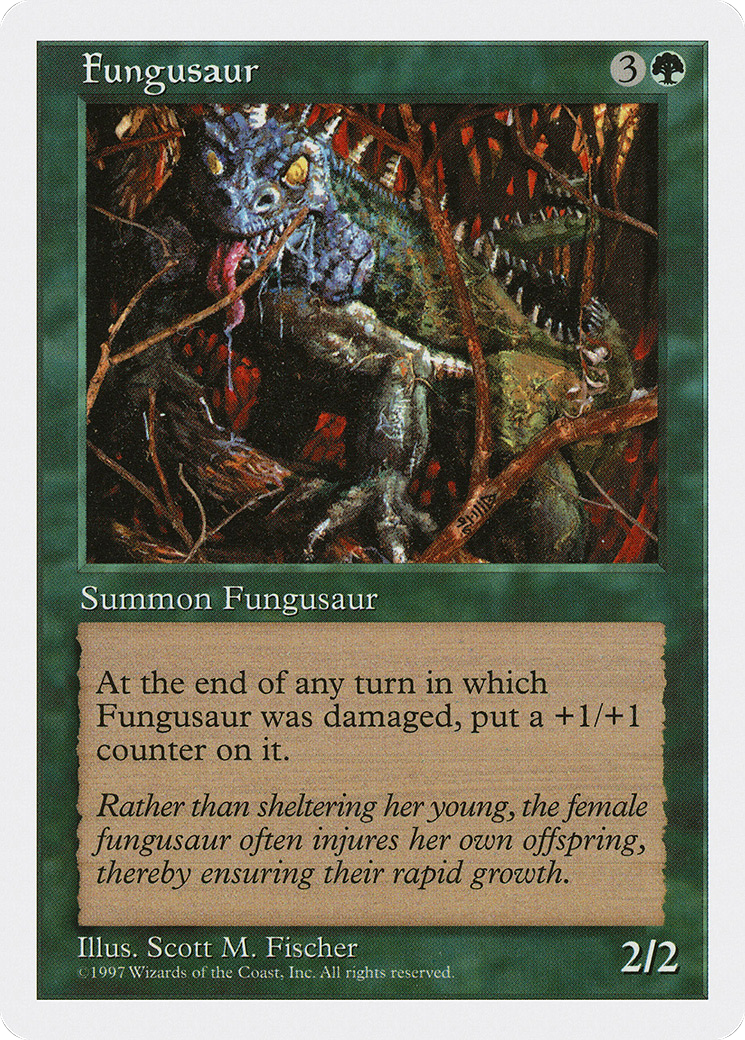 Fungusaur 3
Summon Fungusaur
At the end of any turn in which
Fungusaur was damaged, put a +1/+1
counter on it.
Rather than sheltering her young, the female
fungusaur often injures her own offspring,
thereby ensuring their rapid growth.
Illus. Scott M. Fischer
©1997 Wizards of the Coast, Inc. All rights reserved.
2/2